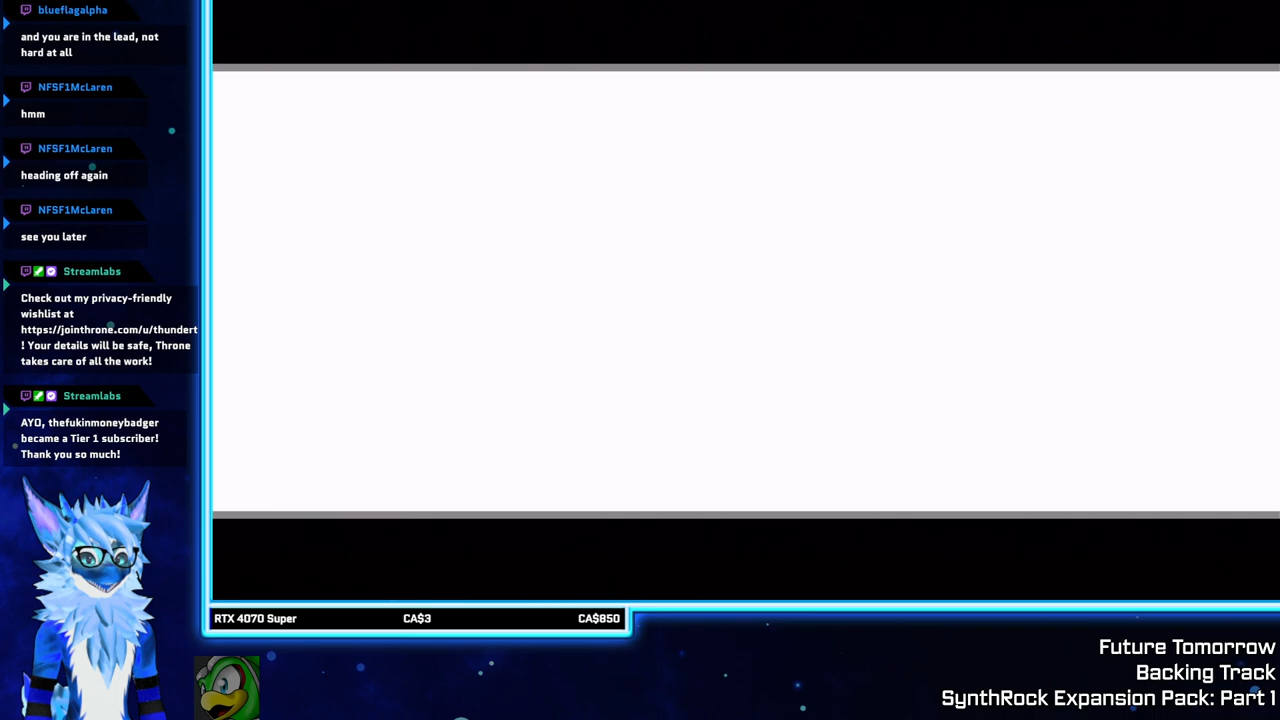 blueflagalpha
and you are in the lead, not
hard at all
NFSF1McLaren
hmm
NFSF1McLaren
heading off again
NFSF1McLaren
see you later
Streamlabs
Check out my privacy-friendly
wishlist at
https://jointhrone.com/u/thundert
! Your details will be safe, Throne
takes care of all the work!
Streamlabs
AYO, thefukinmoneybadger
became a Tier 1 subscriber!
Thank you so much!
RTX 4070 Super CA$3 CA$850
Future Tomorrow
Backing Track
SynthRock Expansion Pack: Part 1